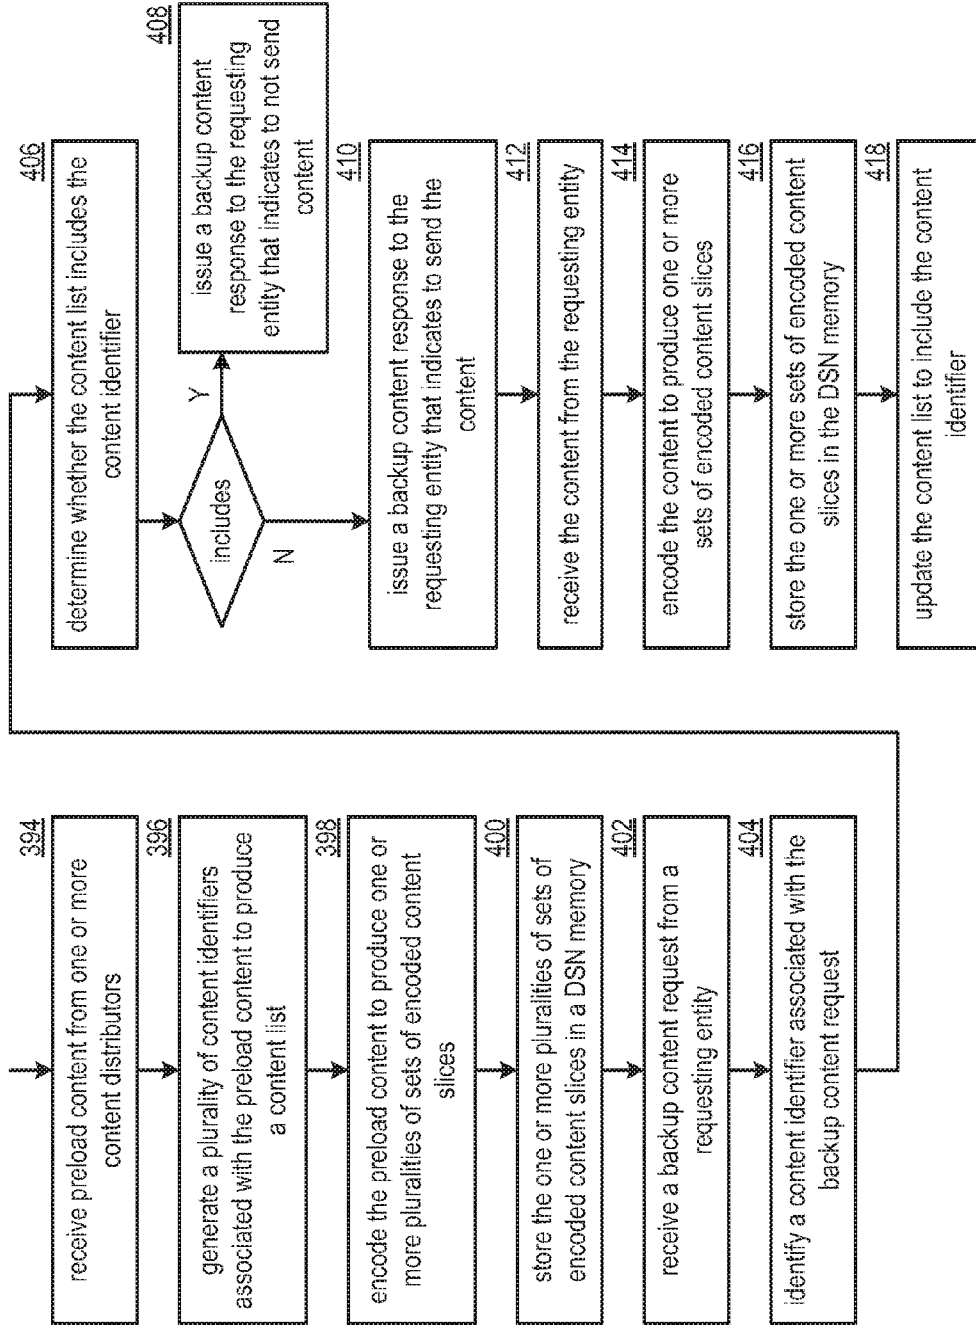 394
receive preload content from one or more
content distributors
396
generate a plurality of content identifiers
associated with the preload content to produce
a content list
398
encode the preload content to produce one or
more pluralities of sets of encoded content
slices
400
store the one or more pluralities of sets of
encoded content slices in a DSN memory
402
receive a backup content request from a
requesting entity
404
identify a content identifier associated with the
backup content request
406
determine whether the content list includes the
content identifier
includes
Y
N
408
issue a backup content
response to the requesting
entity that indicates to not send
content
410
issue a backup content response to the
requesting entity that indicates to send the
content
412
receive the content from the requesting entity
414
encode the content to produce one or more
sets of encoded content slices
416
store the one or more sets of encoded content
slices in the DSN memory
418
update the content list to include the content
identifier